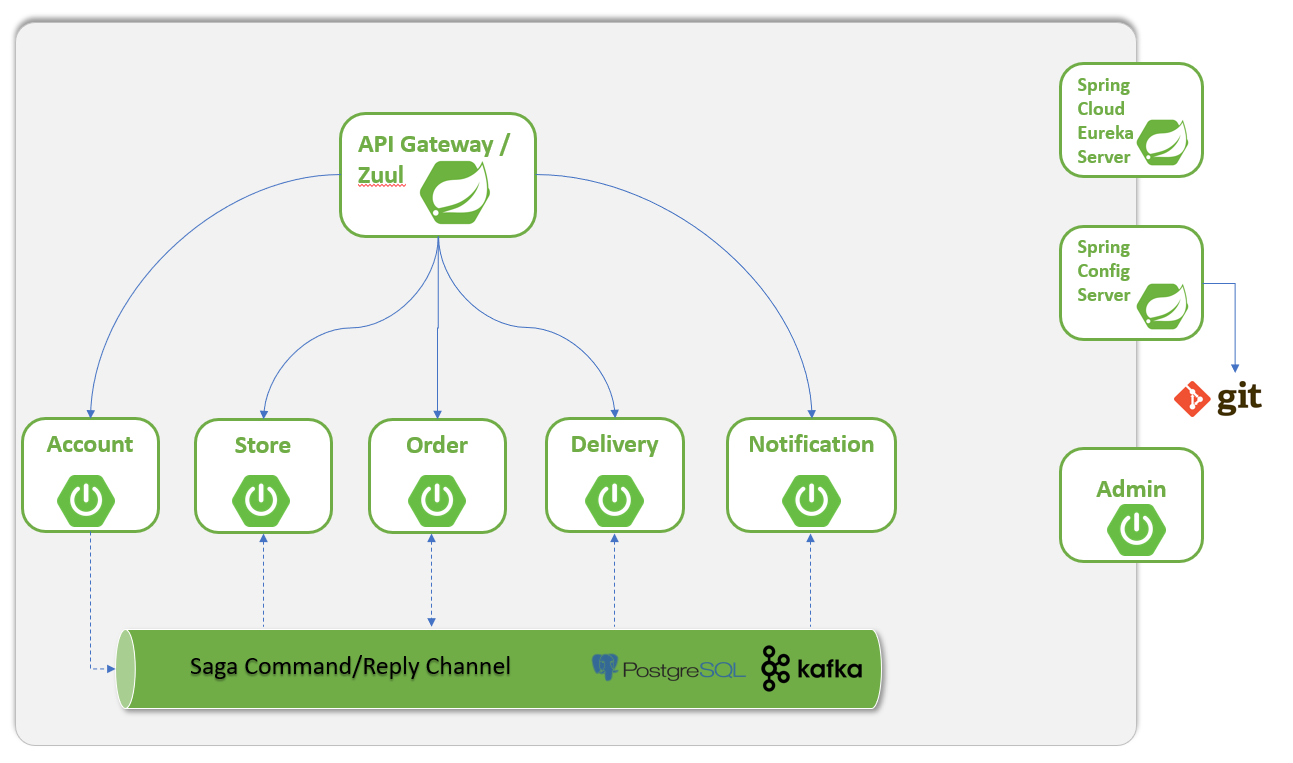 API Gateway /
Zuul
Spring
Cloud
Eureka
Server
Spring
Config
Server
git
Account
Store
Order
Delivery
Notification
Admin
Saga Command/Reply Channel
PostgreSQL
kafka